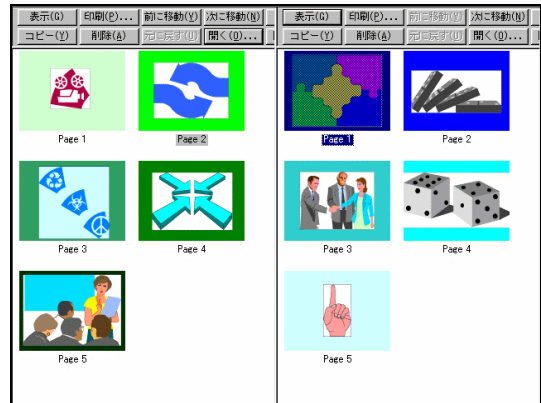 表示(G) 印刷(P)... 前に移動(Y) 次に移動(N)
コピー(Y) 削除(A) 元に戻す(U) 開く(O)...
Page 1 Page 2
Page 3 Page 4
Page 5
表示(G) 印刷(P)... 前に移動(Y) 次に移動(N)
コピー(Y) 削除(A) 元に戻す(U) 開く(O)...
Page 1 Page 2
Page 3 Page 4
Page 5